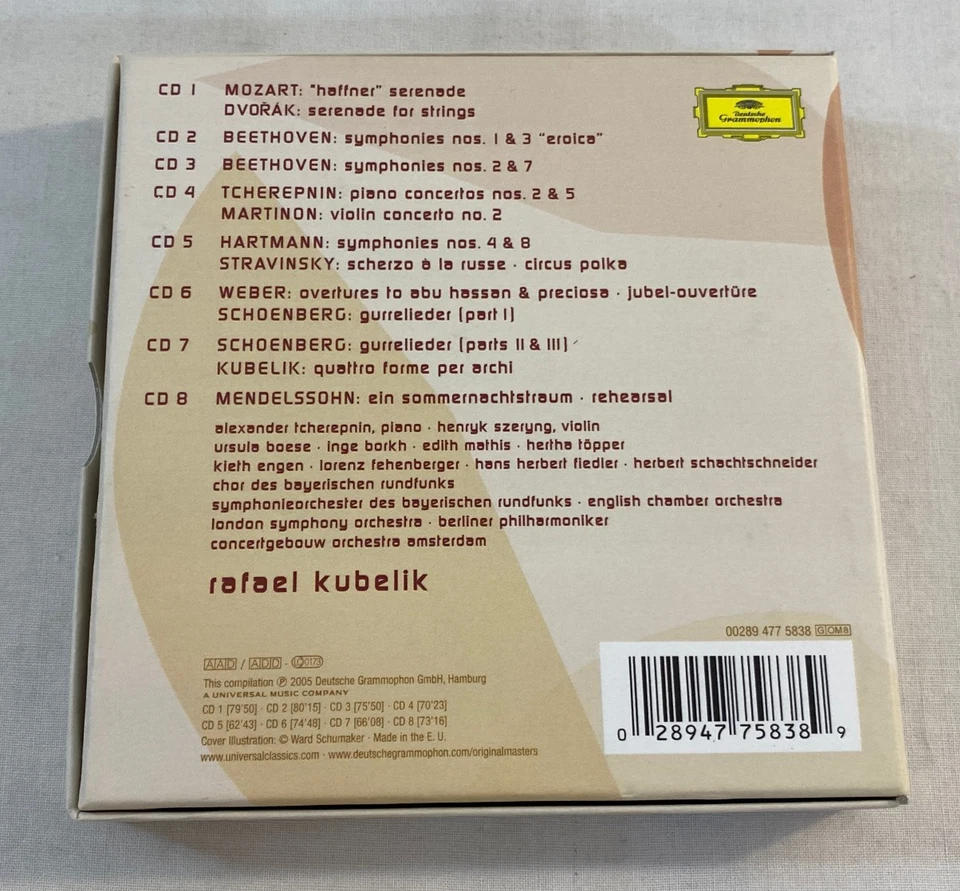 CD 1 MOZART: "haffner" serenade
DVOŘÁK: serenade for strings
CD 2 BEETHOVEN: symphonies nos. 1 & 3 "eroica"
CD 3 BEETHOVEN: symphonies nos. 2 & 7
CD 4 TCHEREPNIN: piano concertos nos. 2 & 5
MARTINON: violin concerto no. 2
CD 5 HARTMANN: symphonies nos. 4 & 8
STRAVINSKY: scherzo à la russe · circus polka
CD 6 WEBER: overtures to abu hassan & preciosa · jubel-ouvertüre
SCHOENBERG: gurrelieder (part I)
CD 7 SCHOENBERG: gurrelieder (parts II & III)
KUBELIK: quattro forme per archi
CD 8 MENDELSSOHN: ein sommernachtstraum · rehearsal
Deutsche
Grammophon
alexander tcherepnin, piano · henryk szeryng, violin
ursula boese · inge borkh · edith mathis · hertha töpper
kieth engen · lorenz fehenberger · hans herbert fiedler · herbert schachtschneider
chor des bayerischen rundfunks
symphonieorchester des bayerischen rundfunks · english chamber orchestra
london symphony orchestra · berliner philharmoniker
concertgebouw orchestra amsterdam
rafael kubelik
00289 477 5838 GOM8
AAD / ADD · LC0173
This compilation ℗ 2005 Deutsche Grammophon GmbH, Hamburg
A UNIVERSAL MUSIC COMPANY
CD 1 [79'50] · CD 2 [80'15] · CD 3 [75'50] · CD 4 [70'23]
CD 5 [62'43] · CD 6 [74'48] · CD 7 [66'08] · CD 8 [73'16]
Cover Illustration: © Ward Schumaker · Made in the E. U.
www.universalclassics.com · www.deutschegrammophon.com/originalmasters
0 28947 75838 9